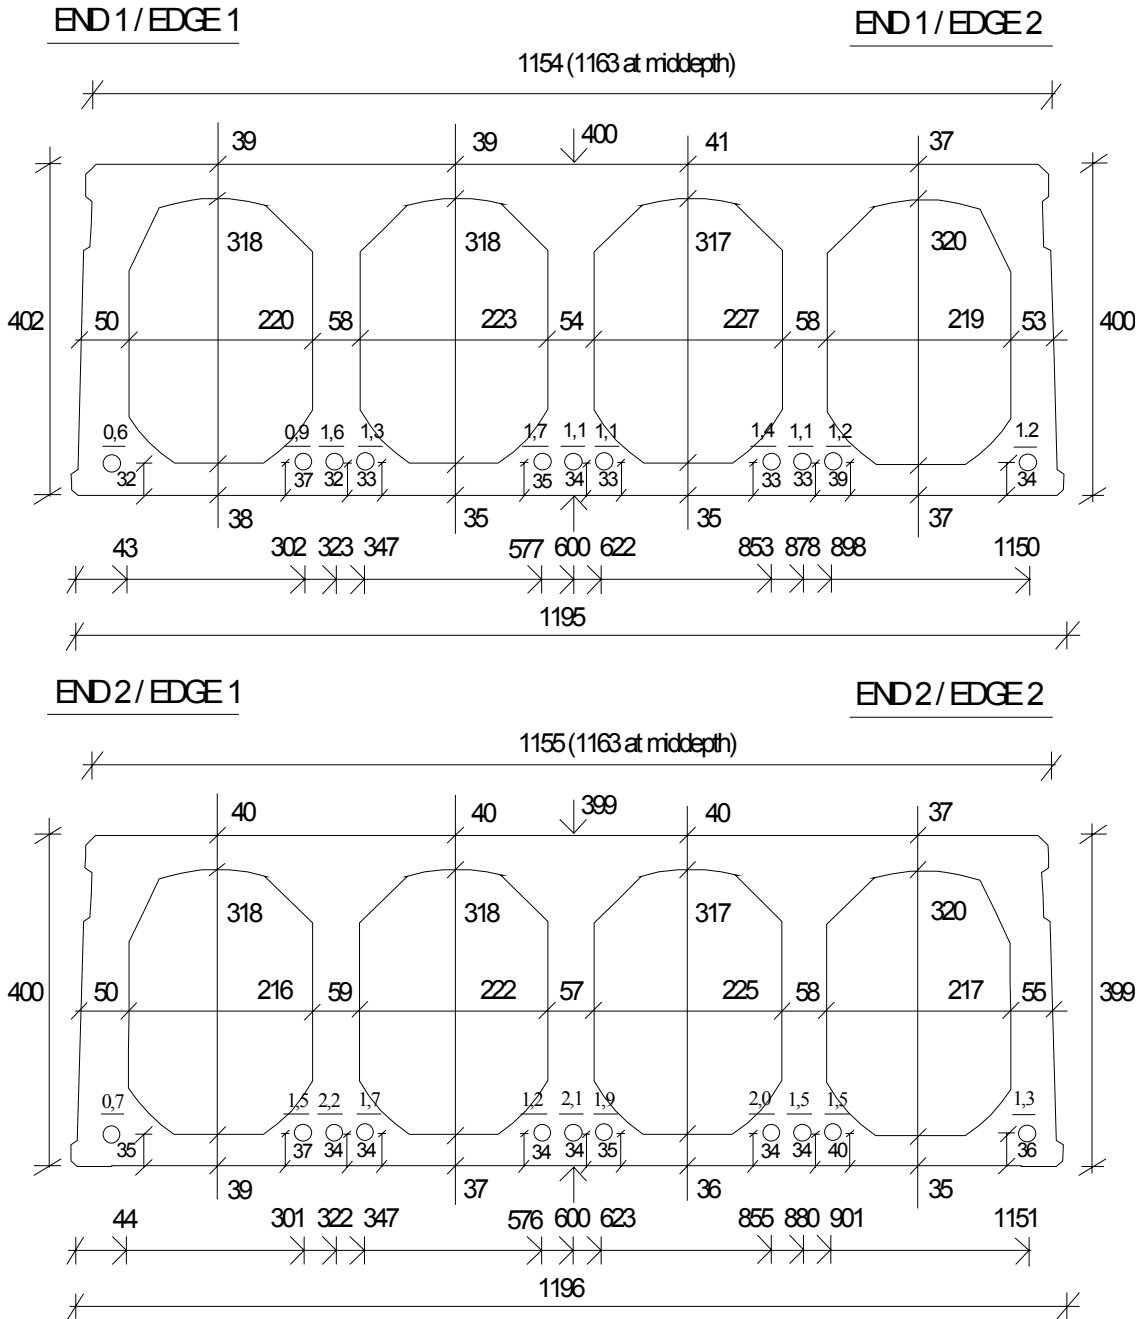 END 1 / EDGE 1 END 1 / EDGE 2
1154 (1163 at middepth)
39 39 400 41 37
318 318 317 320
402 50 220 58 223 54 227 58 219 53 400
0,6 0,9 1,6 1,3 1,7 1,1 1,1 1,4 1,1 1,2 1.2
32 37 32 33 35 34 33 33 33 39 34
38 35 35 37
43 302 323 347 577 600 622 853 878 898 1150
1195
END 2 / EDGE 1 END 2 / EDGE 2
1155 (1163 at middepth)
40 40 399 40 37
318 318 317 320
400 50 216 59 222 57 225 58 217 55 399
0,7 1,5 2,2 1,7 1,2 2,1 1,9 2,0 1,5 1,5 1,3
35 37 34 34 34 34 35 34 34 40 36
39 37 36 35
44 301 322 347 576 600 623 855 880 901 1151
1196